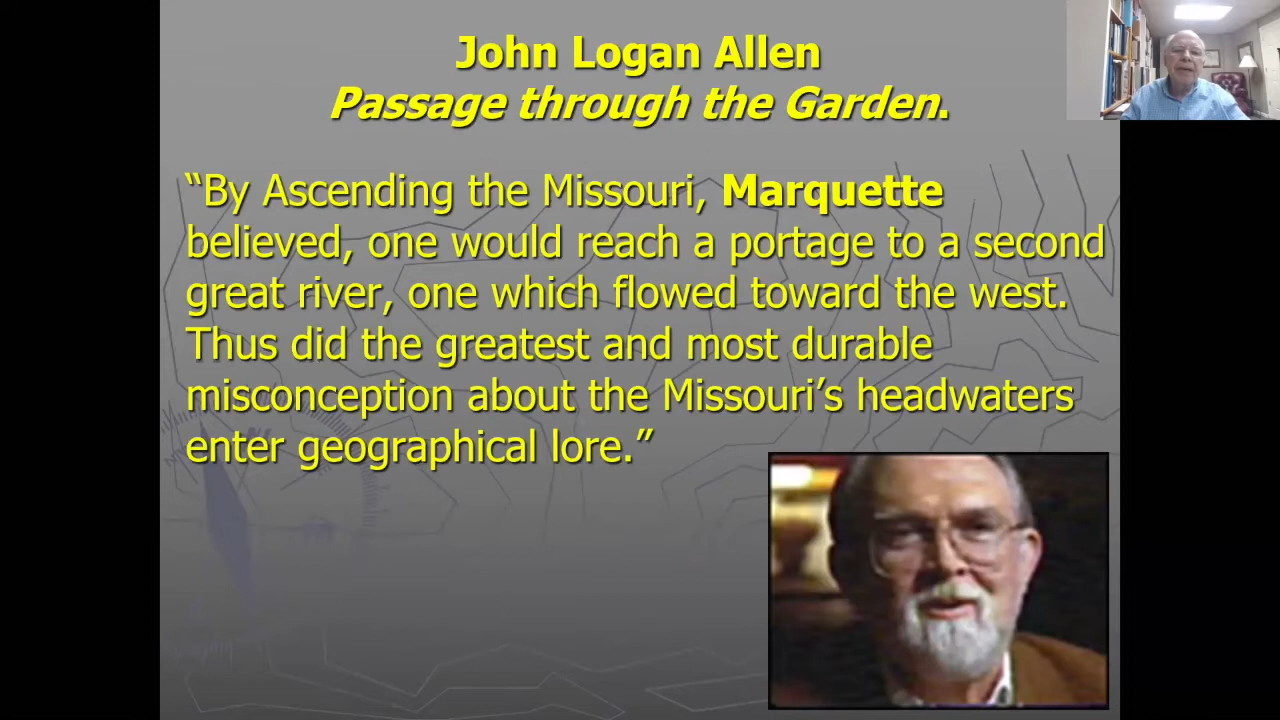 John Logan Allen
Passage through the Garden.
“By Ascending the Missouri, Marquette
believed, one would reach a portage to a second
great river, one which flowed toward the west.
Thus did the greatest and most durable
misconception about the Missouri’s headwaters
enter geographical lore.”